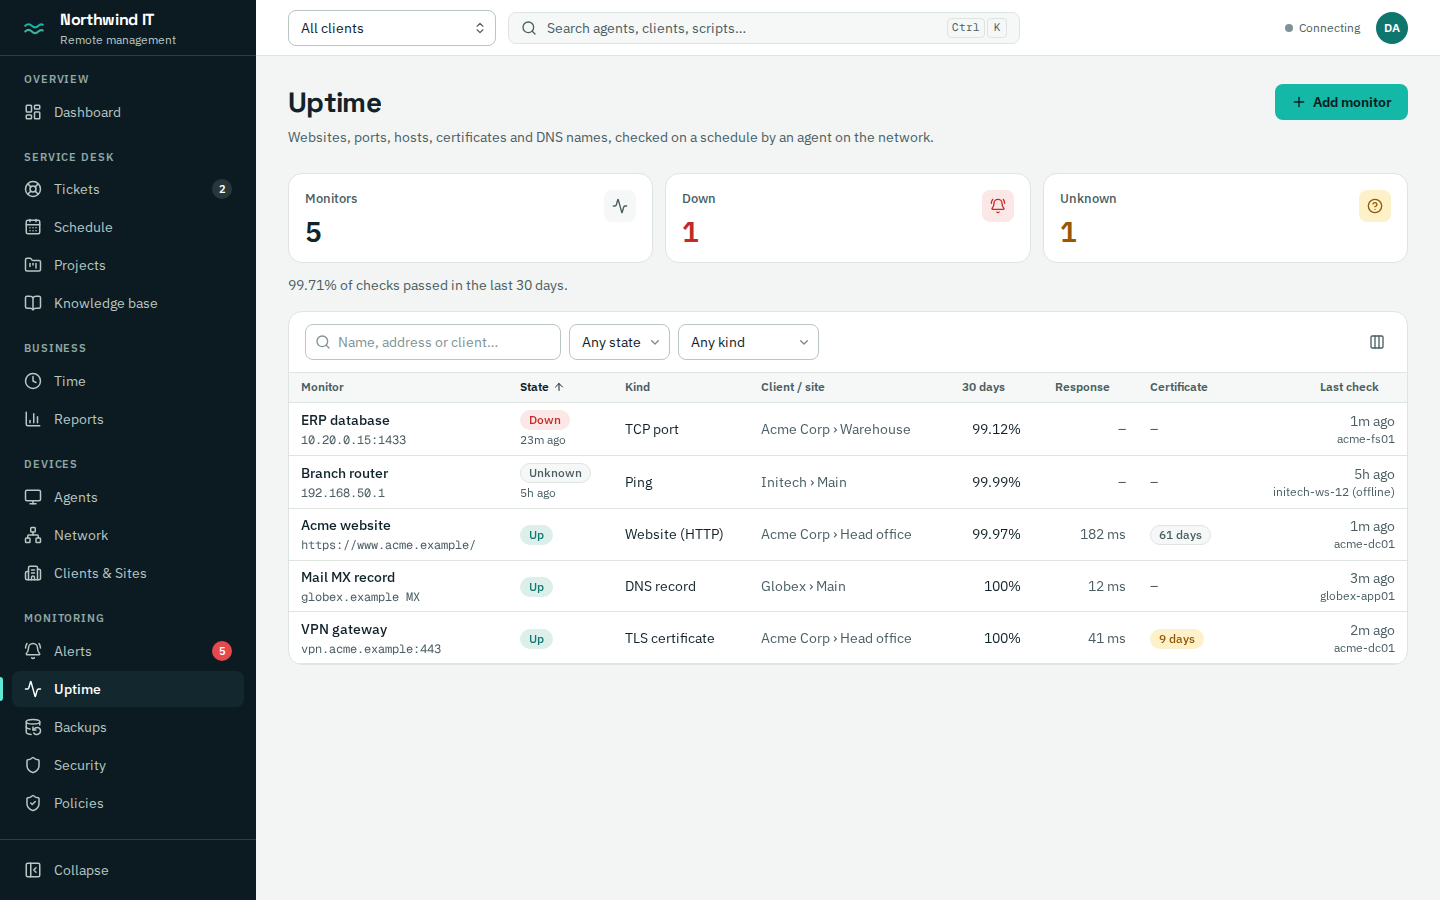 Northwind IT
Remote management
All clients
Search agents, clients, scripts...
Ctrl K
Connecting
DA
OVERVIEW
Dashboard
SERVICE DESK
Tickets 2
Schedule
Projects
Knowledge base
BUSINESS
Time
Reports
DEVICES
Agents
Network
Clients & Sites
MONITORING
Alerts 5
Uptime
Backups
Security
Policies
Collapse
Uptime
Add monitor
Websites, ports, hosts, certificates and DNS names, checked on a schedule by an agent on the network.
Monitors
5
Down
1
Unknown
1
99.71% of checks passed in the last 30 days.
Name, address or client...
Any state
Any kind
Monitor State Kind Client / site 30 days Response Certificate Last check
ERP database Down TCP port Acme Corp › Warehouse 99.12% – – 1m ago
10.20.0.15:1433 23m ago acme-fs01
Branch router Unknown Ping Initech › Main 99.99% – – 5h ago
192.168.50.1 5h ago initech-ws-12 (offline)
Acme website Up Website (HTTP) Acme Corp › Head office 99.97% 182 ms 61 days 1m ago
https://www.acme.example/ acme-dc01
Mail MX record Up DNS record Globex › Main 100% 12 ms – 3m ago
globex.example MX globex-app01
VPN gateway Up TLS certificate Acme Corp › Head office 100% 41 ms 9 days 2m ago
vpn.acme.example:443 acme-dc01